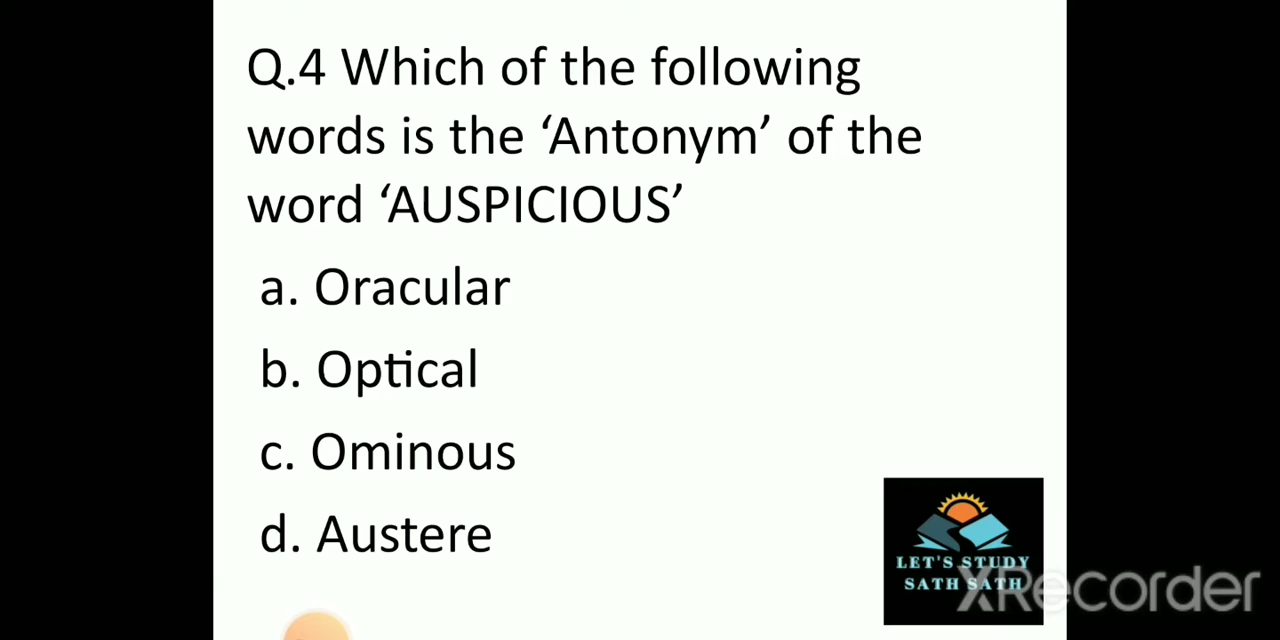 Q.4 Which of the following
words is the ‘Antonym’ of the
word ‘AUSPICIOUS’
a. Oracular
b. Optical
c. Ominous
d. Austere
LET'S STUDY
SATH SATH
XRecorder